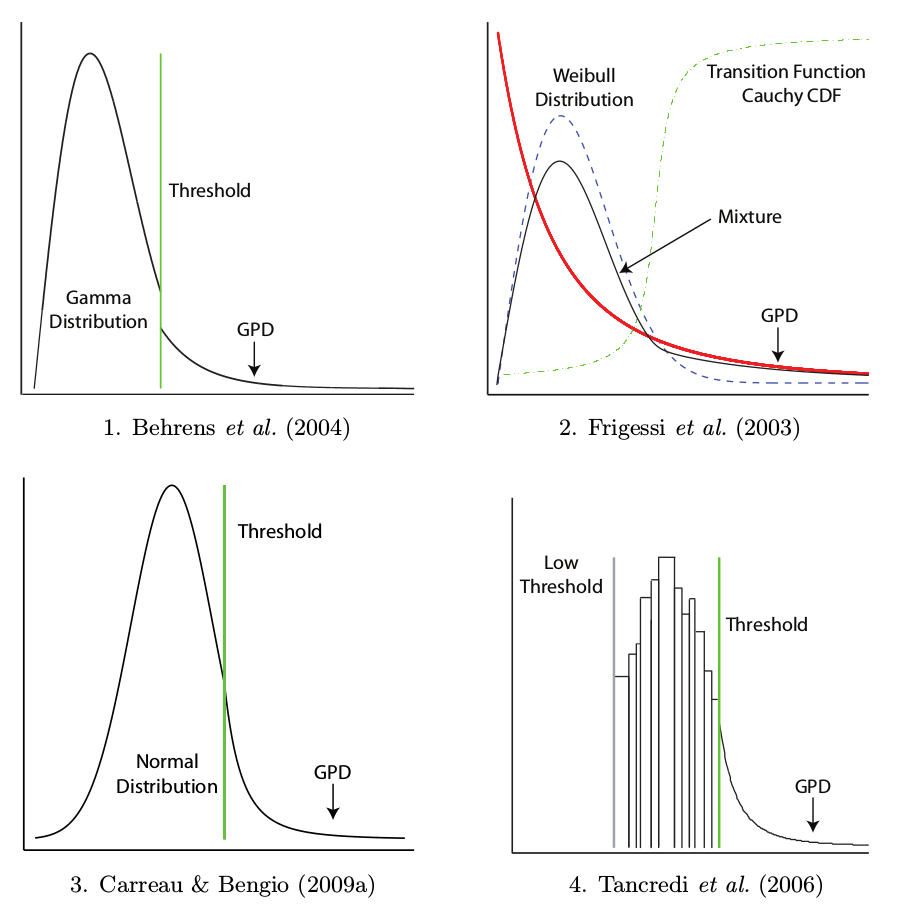 Threshold
Gamma
Distribution
GPD
1. Behrens et al. (2004)
Weibull
Distribution
Transition Function
Cauchy CDF
Mixture
GPD
2. Frigessi et al. (2003)
Threshold
Normal
Distribution
GPD
3. Carreau & Bengio (2009a)
Low
Threshold
Threshold
GPD
4. Tancredi et al. (2006)